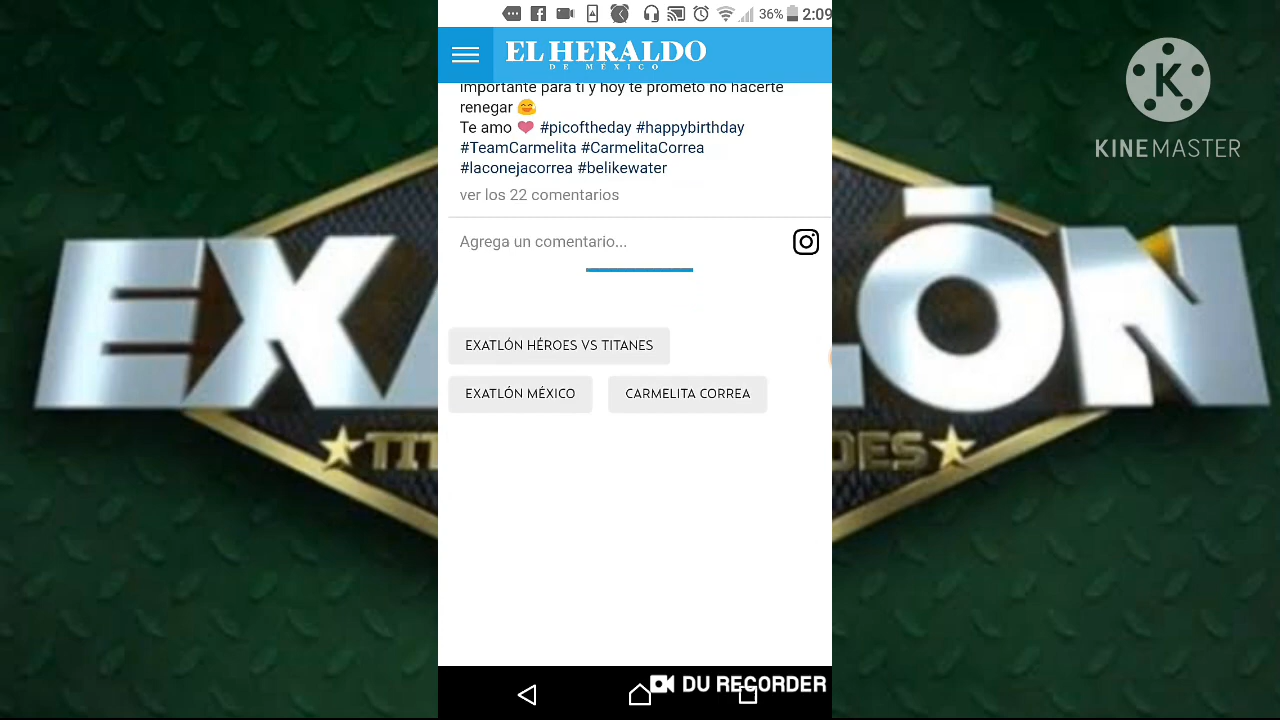 36% 2:09
EL HERALDO
DE MÉXICO
importante para ti y hoy te prometo no hacerte
renegar 🤗
Te amo ❤ #picoftheday #happybirthday
#TeamCarmelita #CarmelitaCorrea
#laconejacorrea #belikewater
ver los 22 comentarios
Agrega un comentario...
EXATLÓN HÉROES VS TITANES
EXATLÓN MÉXICO CARMELITA CORREA
DU RECORDER
K
KINEMASTER